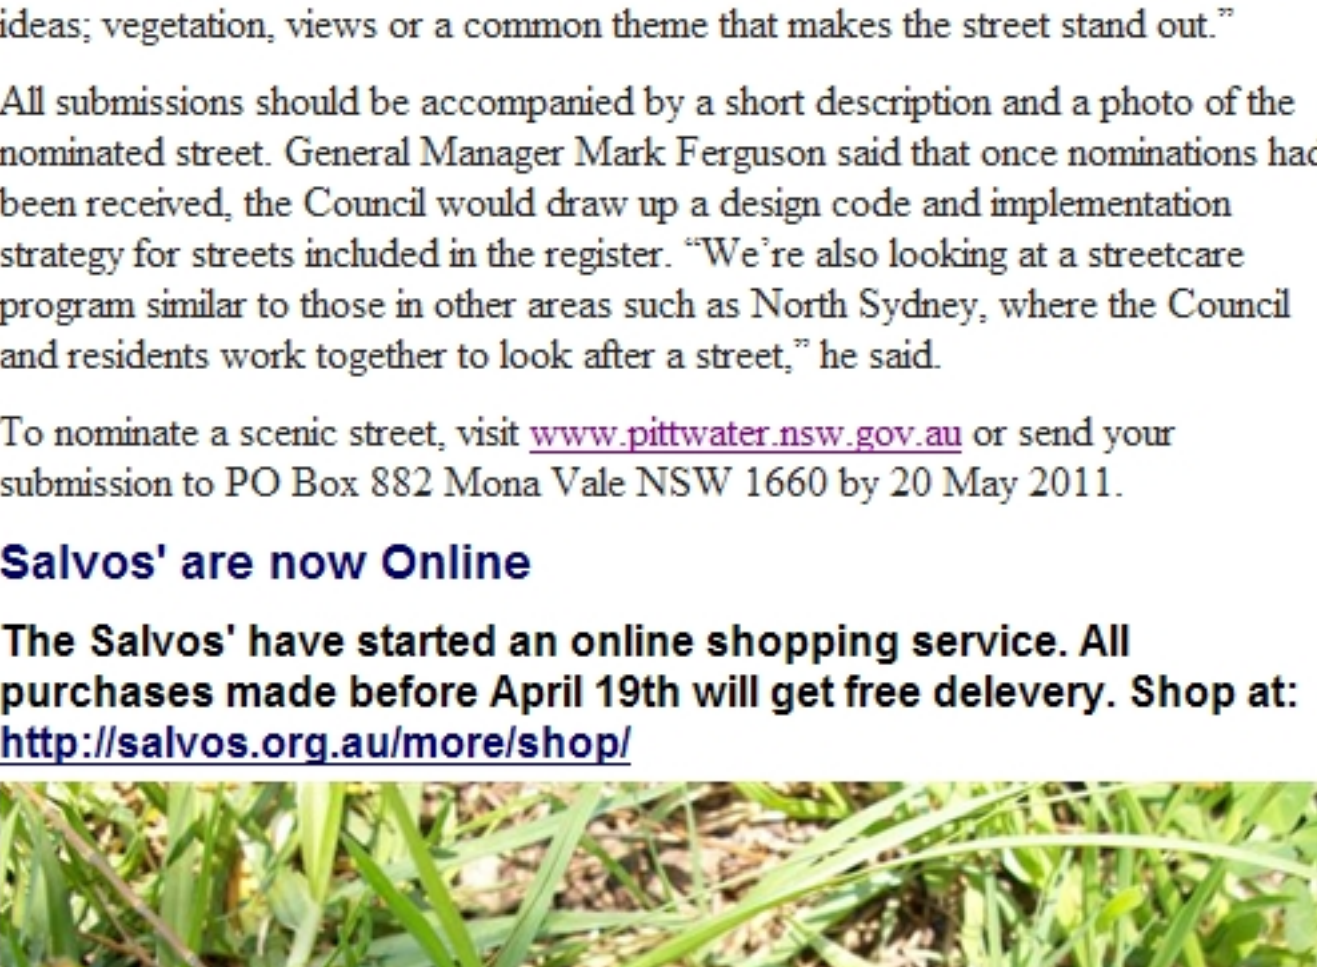 ideas; vegetation, views or a common theme that makes the street stand out.”
All submissions should be accompanied by a short description and a photo of the
nominated street. General Manager Mark Ferguson said that once nominations had
been received, the Council would draw up a design code and implementation
strategy for streets included in the register. “We’re also looking at a streetcare
program similar to those in other areas such as North Sydney, where the Council
and residents work together to look after a street,” he said.
To nominate a scenic street, visit www.pittwater.nsw.gov.au or send your
submission to PO Box 882 Mona Vale NSW 1660 by 20 May 2011.
Salvos' are now Online
The Salvos' have started an online shopping service. All
purchases made before April 19th will get free delevery. Shop at:
http://salvos.org.au/more/shop/